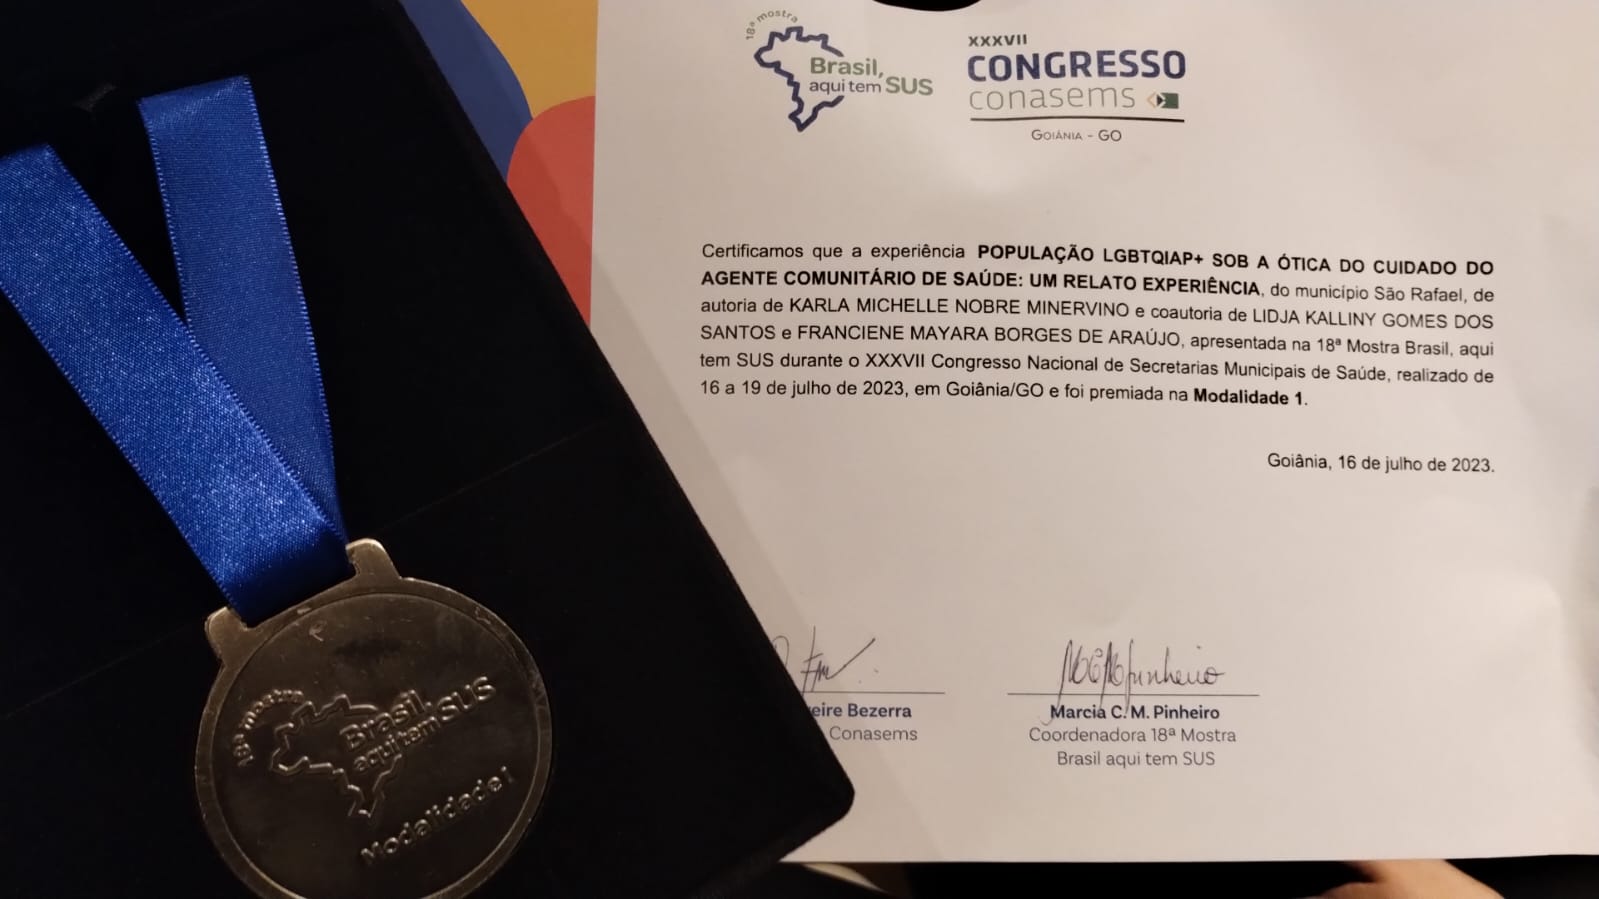 18ª mostra
Brasil,
aqui tem SUS
XXXVII
CONGRESSO
conasems
GOIÂNIA - GO
Certificamos que a experiência POPULAÇÃO LGBTQIAP+ SOB A ÓTICA DO CUIDADO DO
AGENTE COMUNITÁRIO DE SAÚDE: UM RELATO EXPERIÊNCIA, do município São Rafael, de
autoria de KARLA MICHELLE NOBRE MINERVINO e coautoria de LIDJA KALLINY GOMES DOS
SANTOS e FRANCIENE MAYARA BORGES DE ARAÚJO, apresentada na 18ª Mostra Brasil, aqui
tem SUS durante o XXXVII Congresso Nacional de Secretarias Municipais de Saúde, realizado de
16 a 19 de julho de 2023, em Goiânia/GO e foi premiada na Modalidade 1.
Goiânia, 16 de julho de 2023.
eire Bezerra
Conasems
Marcia C. M. Pinheiro
Coordenadora 18ª Mostra
Brasil aqui tem SUS
18ª mostra
Brasil,
aqui tem SUS
Modalidade 1